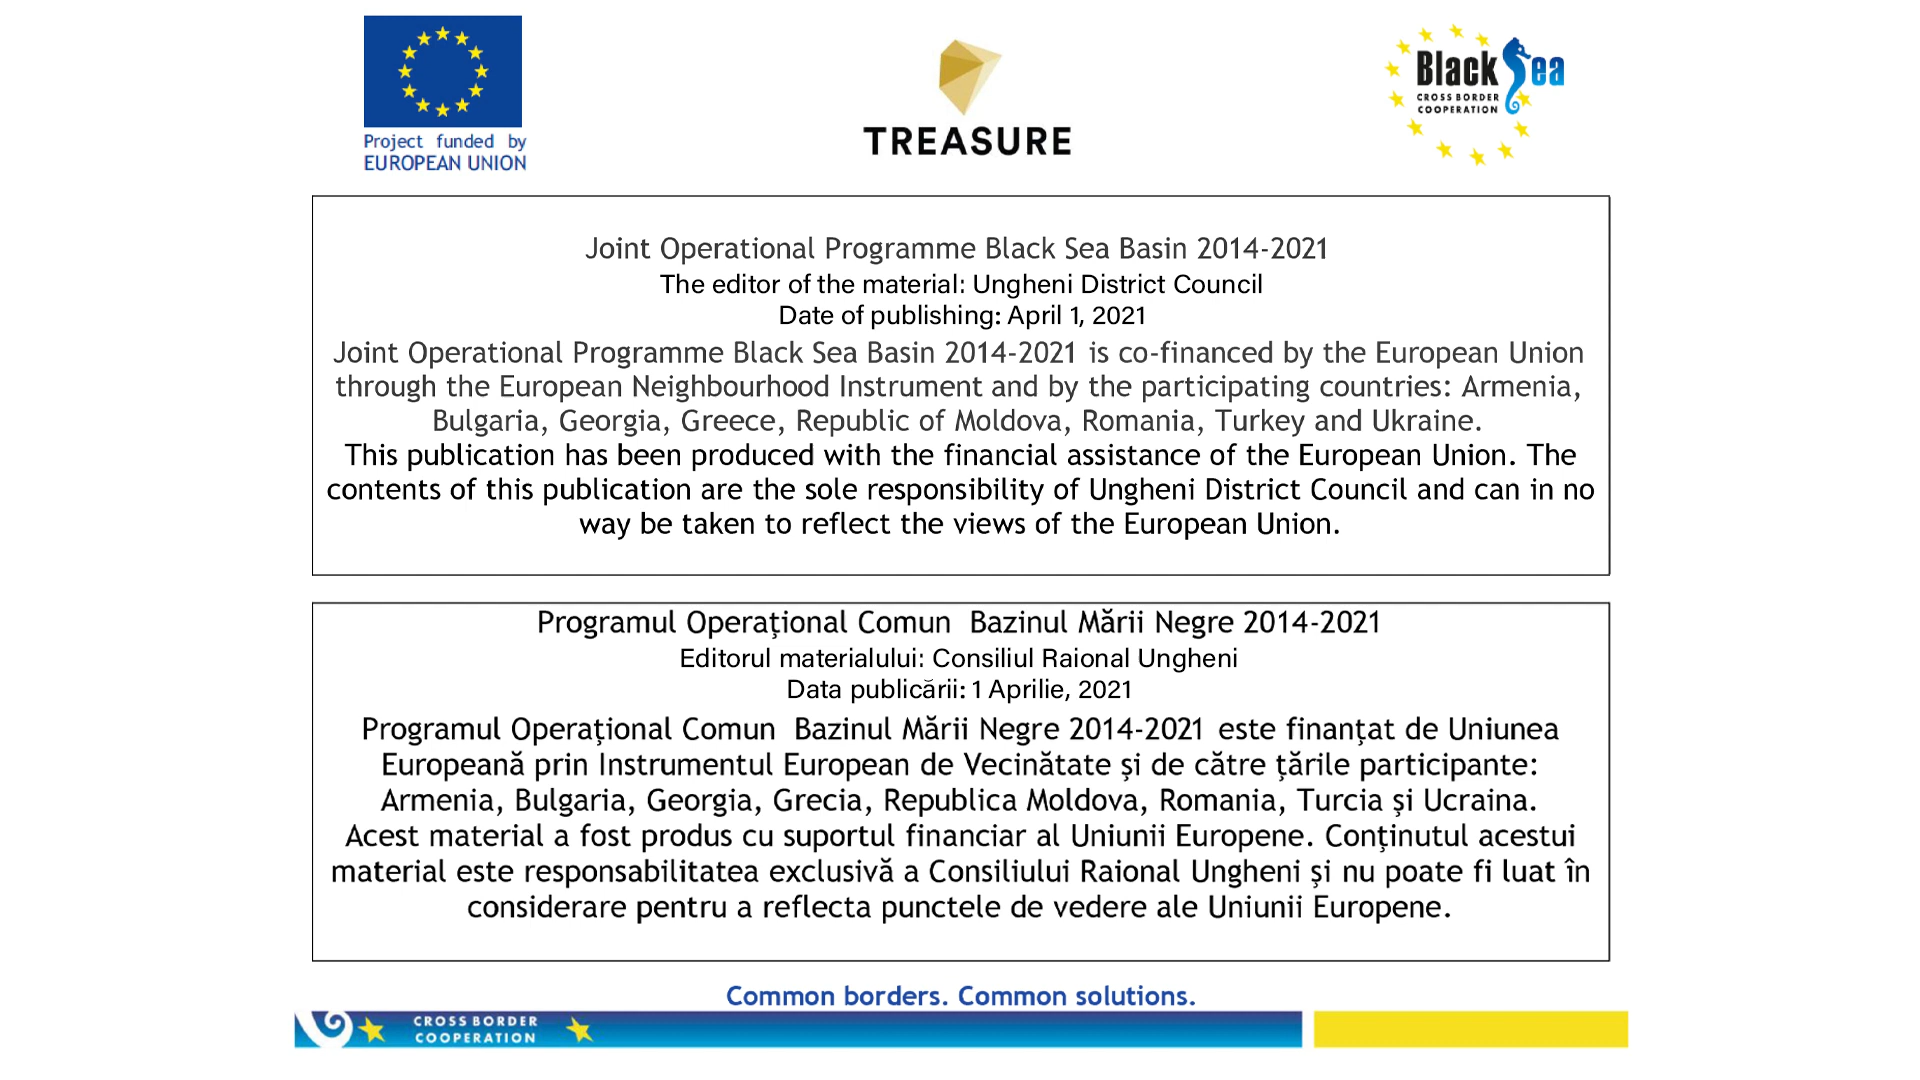 Project funded by
EUROPEAN UNION
TREASURE
Black Sea
CROSS BORDER
COOPERATION
Joint Operational Programme Black Sea Basin 2014-2021
The editor of the material: Ungheni District Council
Date of publishing: April 1, 2021
Joint Operational Programme Black Sea Basin 2014-2021 is co-financed by the European Union
through the European Neighbourhood Instrument and by the participating countries: Armenia,
Bulgaria, Georgia, Greece, Republic of Moldova, Romania, Turkey and Ukraine.
This publication has been produced with the financial assistance of the European Union. The
contents of this publication are the sole responsibility of Ungheni District Council and can in no
way be taken to reflect the views of the European Union.
Programul Operaţional Comun Bazinul Mării Negre 2014-2021
Editorul materialului: Consiliul Raional Ungheni
Data publicării: 1 Aprilie, 2021
Programul Operaţional Comun Bazinul Mării Negre 2014-2021 este finanţat de Uniunea
Europeană prin Instrumentul European de Vecinătate şi de către ţările participante:
Armenia, Bulgaria, Georgia, Grecia, Republica Moldova, Romania, Turcia şi Ucraina.
Acest material a fost produs cu suportul financiar al Uniunii Europene. Conţinutul acestui
material este responsabilitatea exclusivă a Consiliului Raional Ungheni şi nu poate fi luat în
considerare pentru a reflecta punctele de vedere ale Uniunii Europene.
Common borders. Common solutions.
CROSS BORDER
COOPERATION